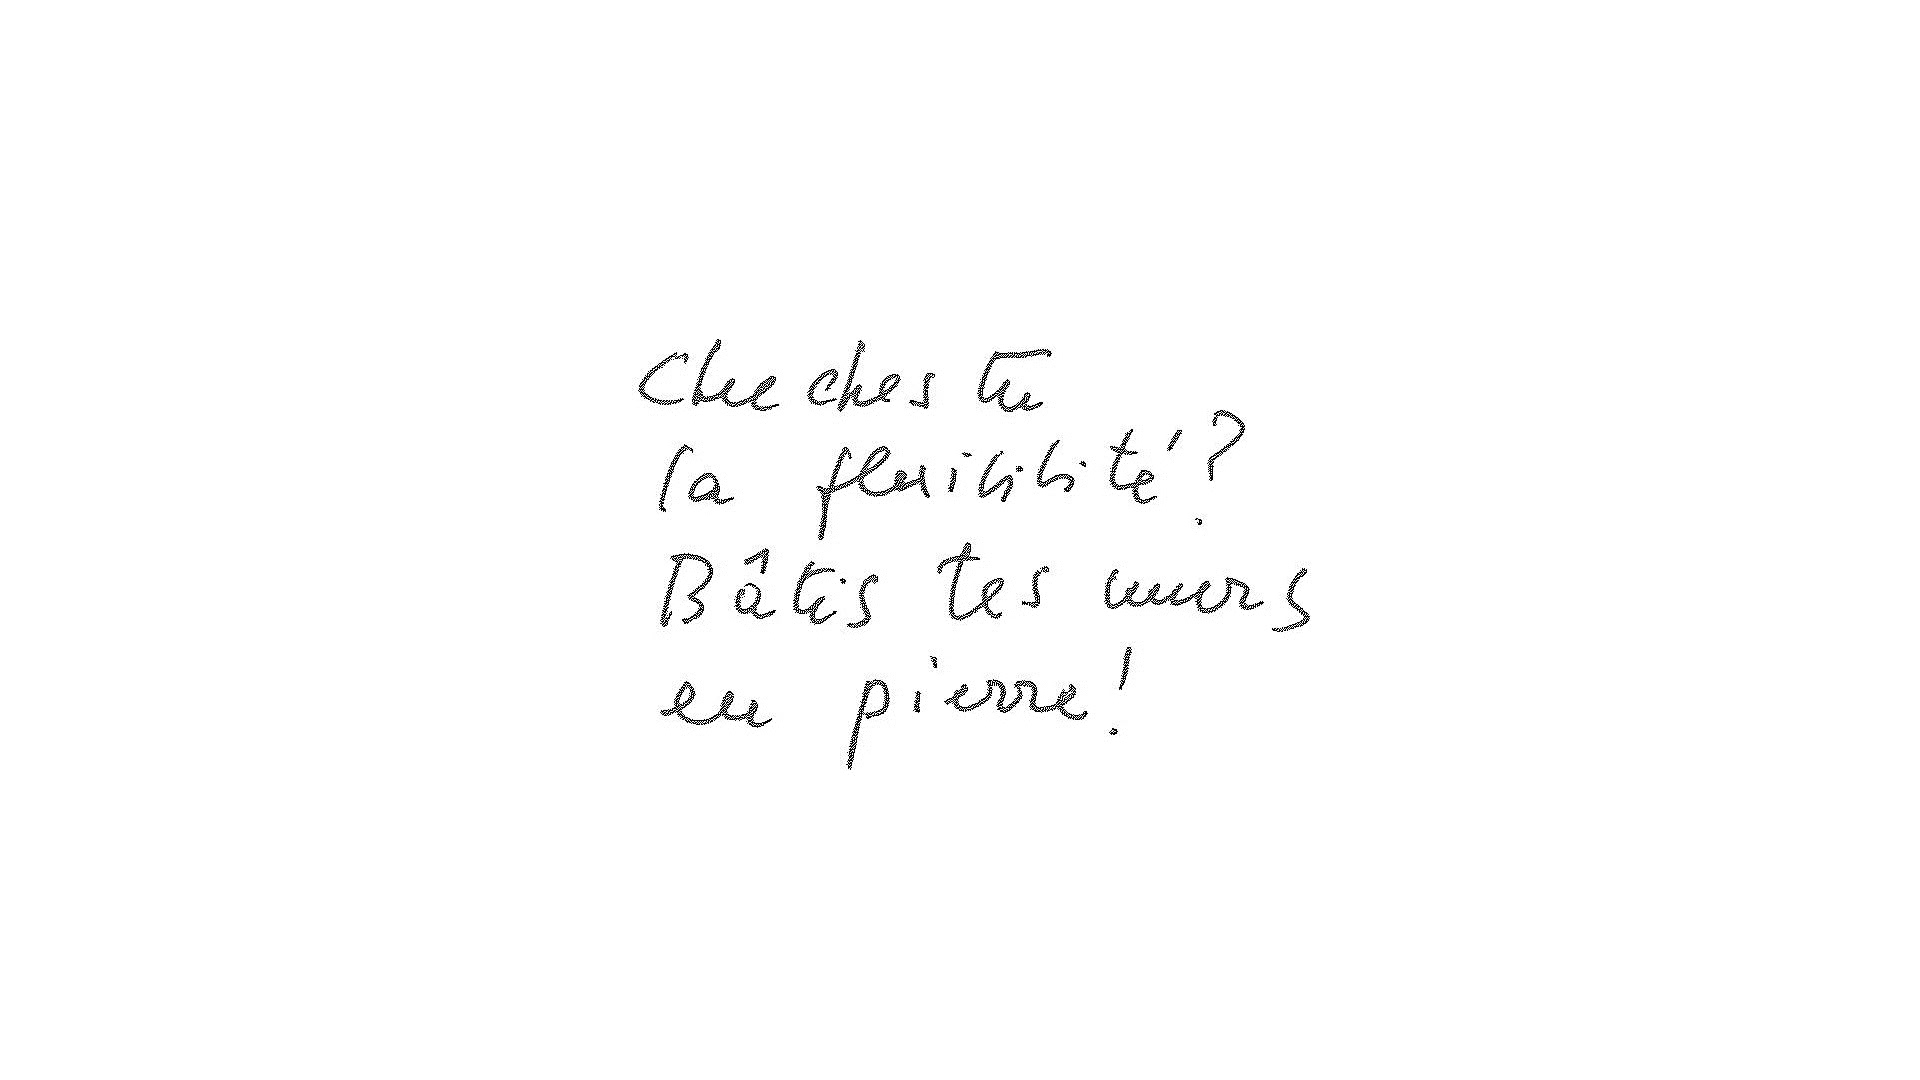 Cherches tu
la flexibilité ?
Bâtis tes murs
en pierre !